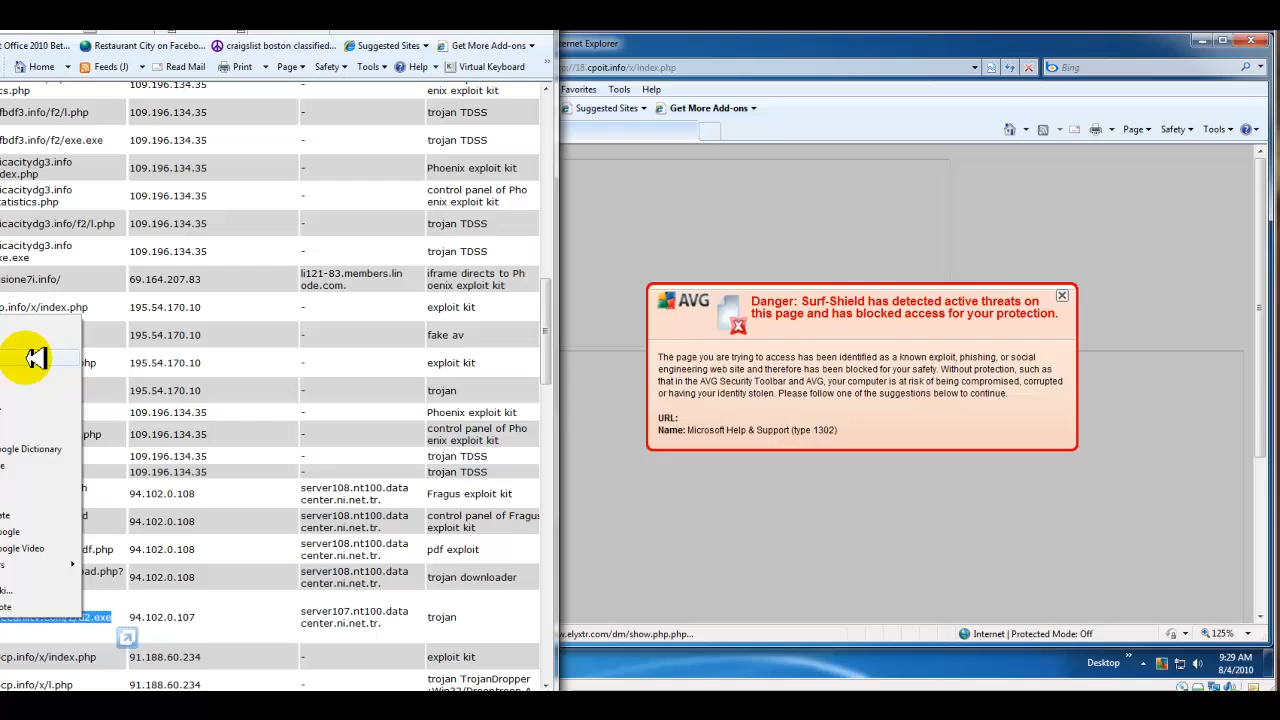 t Office 2010 Bet...
Restaurant City on Facebo...
craigslist boston classified...
Suggested Sites
Get More Add-ons
Home
Feeds (J)
Read Mail
Print
Page
Safety
Tools
Help
Virtual Keyboard
cs.php
109.196.134.35
-
enix exploit kit
fbdf3.info/f2/l.php
109.196.134.35
-
trojan TDSS
fbdf3.info/f2/exe.exe
109.196.134.35
-
trojan TDSS
icacitydg3.info
dex.php
109.196.134.35
-
Phoenix exploit kit
icacitydg3.info
tatistics.php
109.196.134.35
-
control panel of Pho
enix exploit kit
icacitydg3.info/f2/l.php
109.196.134.35
-
trojan TDSS
icacitydg3.info
e.exe
109.196.134.35
-
trojan TDSS
ssione7i.info/
69.164.207.83
li121-83.members.lin
ode.com.
iframe directs to Ph
oenix exploit kit
p.info/x/index.php
195.54.170.10
-
exploit kit
195.54.170.10
-
fake av
php
195.54.170.10
-
exploit kit
195.54.170.10
-
trojan
109.196.134.35
-
Phoenix exploit kit
.php
109.196.134.35
-
control panel of Pho
enix exploit kit
109.196.134.35
-
trojan TDSS
109.196.134.35
-
trojan TDSS
h
94.102.0.108
server108.nt100.data
center.ni.net.tr.
Fragus exploit kit
d
94.102.0.108
server108.nt100.data
center.ni.net.tr.
control panel of Fragus
exploit kit
df.php
94.102.0.108
server108.nt100.data
center.ni.net.tr.
pdf exploit
oad.php?
94.102.0.108
server108.nt100.data
center.ni.net.tr.
trojan downloader
94.102.0.107
server107.nt100.data
center.ni.net.tr.
trojan
cp.info/x/index.php
91.188.60.234
-
exploit kit
cp.info/x/l.php
91.188.60.234
-
trojan TrojanDropper
oogle Dictionary
e
ate
oogle
oogle Video
rs
ki...
ote
ternet Explorer
://18.cpoit.info/x/index.php
Bing
Favorites
Tools
Help
Suggested Sites
Get More Add-ons
Page
Safety
Tools
AVG
Danger: Surf-Shield has detected active threats on
this page and has blocked access for your protection.
The page you are trying to access has been identified as a known exploit, phishing, or social
engineering web site and therefore has been blocked for your safety. Without protection, such as
that in the AVG Security Toolbar and AVG, your computer is at risk of being compromised, corrupted
or having your identity stolen. Please follow one of the suggestions below to continue.
URL:
Name: Microsoft Help & Support (type 1302)
w.elyxtr.com/dm/show.php.php...
Internet | Protected Mode: Off
125%
Desktop
9:29 AM
8/4/2010